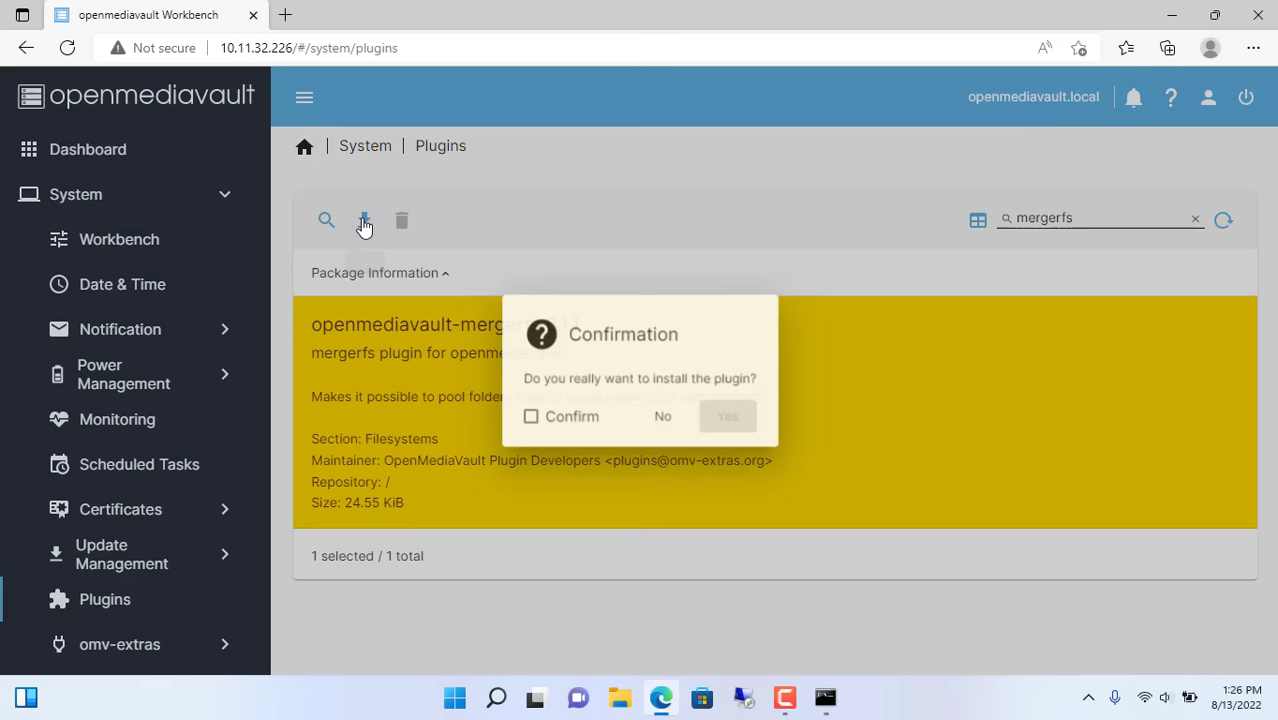 openmediavault Workbench
Not secure
10.11.32.226/#/system/plugins
openmediavault
openmediavault.local
Dashboard
System
Workbench
Date & Time
Notification
Power
Management
Monitoring
Scheduled Tasks
Certificates
Update
Management
Plugins
omv-extras
System
Plugins
mergerfs
Package Information
openmediavault-mergerfs
mergerfs plugin for
Makes it possible to pool folders
Section: Filesystems
Maintainer: OpenMediaVault Plugin Developers <plugins@omv-extras.org>
Repository: /
Size: 24.55 KiB
1 selected / 1 total
Confirmation
Do you really want to install the plugin?
Confirm
No
Yes
1:26 PM
8/13/2022